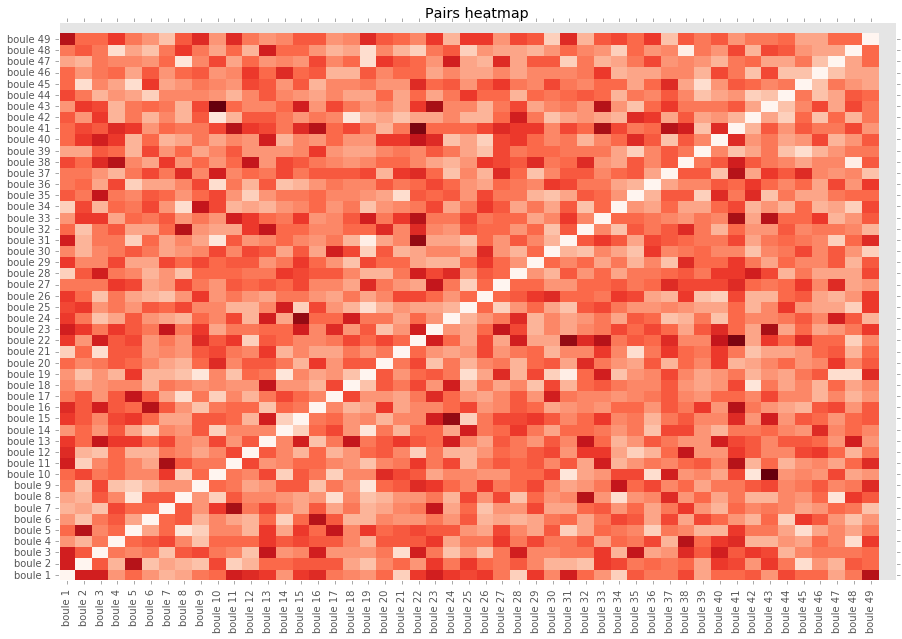 Pairs heatmap
boule 49
boule 48
boule 47
boule 46
boule 45
boule 44
boule 43
boule 42
boule 41
boule 40
boule 39
boule 38
boule 37
boule 36
boule 35
boule 34
boule 33
boule 32
boule 31
boule 30
boule 29
boule 28
boule 27
boule 26
boule 25
boule 24
boule 23
boule 22
boule 21
boule 20
boule 19
boule 18
boule 17
boule 16
boule 15
boule 14
boule 13
boule 12
boule 11
boule 10
boule 9
boule 8
boule 7
boule 6
boule 5
boule 4
boule 3
boule 2
boule 1
boule 1
boule 2
boule 3
boule 4
boule 5
boule 6
boule 7
boule 8
boule 9
boule 10
boule 11
boule 12
boule 13
boule 14
boule 15
boule 16
boule 17
boule 18
boule 19
boule 20
boule 21
boule 22
boule 23
boule 24
boule 25
boule 26
boule 27
boule 28
boule 29
boule 30
boule 31
boule 32
boule 33
boule 34
boule 35
boule 36
boule 37
boule 38
boule 39
boule 40
boule 41
boule 42
boule 43
boule 44
boule 45
boule 46
boule 47
boule 48
boule 49